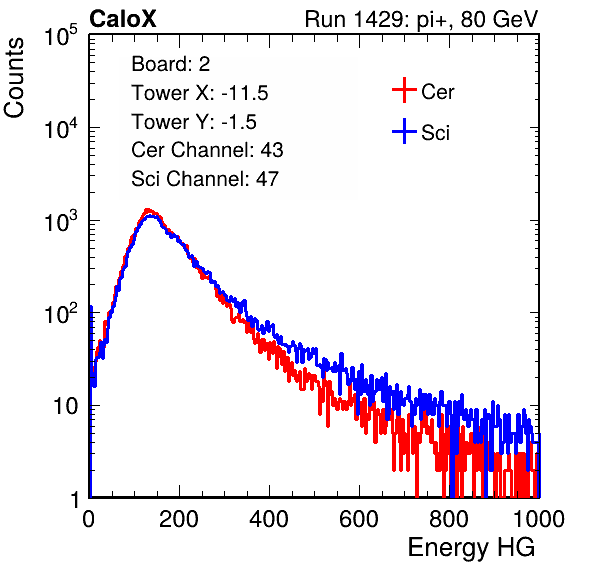 CaloX Run 1429: pi+, 80 GeV
Counts
10^5
10^4
10^3
10^2
10
1
Board: 2
Tower X: -11.5
Tower Y: -1.5
Cer Channel: 43
Sci Channel: 47
Cer
Sci
0 200 400 600 800 1000
Energy HG